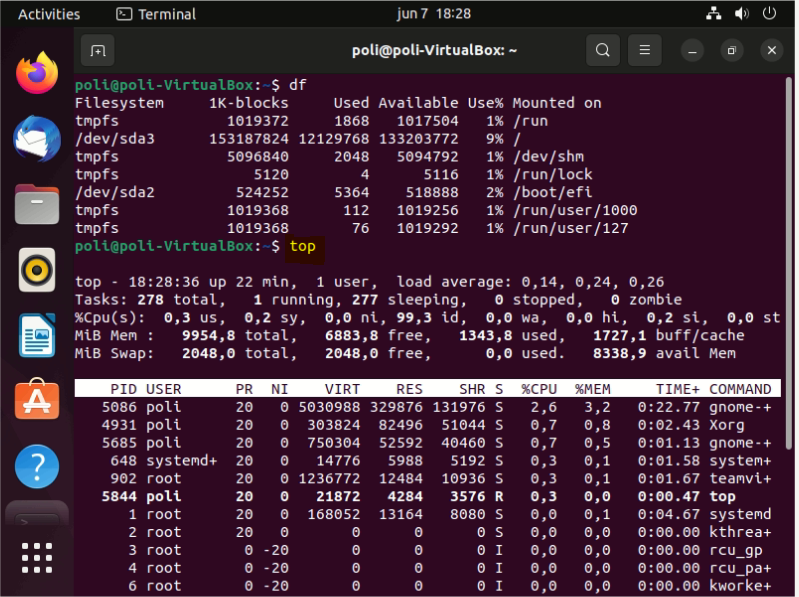 Activities Terminal jun 7 18:28
poli@poli-VirtualBox: ~
poli@poli-VirtualBox:~$ df
Filesystem 1K-blocks Used Available Use% Mounted on
tmpfs 1019372 1868 1017504 1% /run
/dev/sda3 153187824 12129768 133203772 9% /
tmpfs 5096840 2048 5094792 1% /dev/shm
tmpfs 5120 4 5116 1% /run/lock
/dev/sda2 524252 5364 518888 2% /boot/efi
tmpfs 1019368 112 1019256 1% /run/user/1000
tmpfs 1019368 76 1019292 1% /run/user/127
poli@poli-VirtualBox:~$ top
top - 18:28:36 up 22 min, 1 user, load average: 0,14, 0,24, 0,26
Tasks: 278 total, 1 running, 277 sleeping, 0 stopped, 0 zombie
%Cpu(s): 0,3 us, 0,2 sy, 0,0 ni, 99,3 id, 0,0 wa, 0,0 hi, 0,2 si, 0,0 st
MiB Mem : 9954,8 total, 6883,8 free, 1343,8 used, 1727,1 buff/cache
MiB Swap: 2048,0 total, 2048,0 free, 0,0 used. 8338,9 avail Mem
PID USER PR NI VIRT RES SHR S %CPU %MEM TIME+ COMMAND
5086 poli 20 0 5030988 329876 131976 S 2,6 3,2 0:22.77 gnome-+
4931 poli 20 0 303824 82496 51044 S 0,7 0,8 0:02.43 Xorg
5685 poli 20 0 750304 52592 40460 S 0,7 0,5 0:01.13 gnome-+
648 systemd+ 20 0 14776 5988 5192 S 0,3 0,1 0:01.58 system+
902 root 20 0 1236772 12484 10936 S 0,3 0,1 0:01.67 teamvi+
5844 poli 20 0 21872 4284 3576 R 0,3 0,0 0:00.47 top
1 root 20 0 168052 13164 8080 S 0,0 0,1 0:04.67 systemd
2 root 20 0 0 0 0 S 0,0 0,0 0:00.00 kthrea+
3 root 0 -20 0 0 0 I 0,0 0,0 0:00.00 rcu_gp
4 root 0 -20 0 0 0 I 0,0 0,0 0:00.00 rcu_pa+
6 root 0 -20 0 0 0 I 0,0 0,0 0:00.00 kworke+